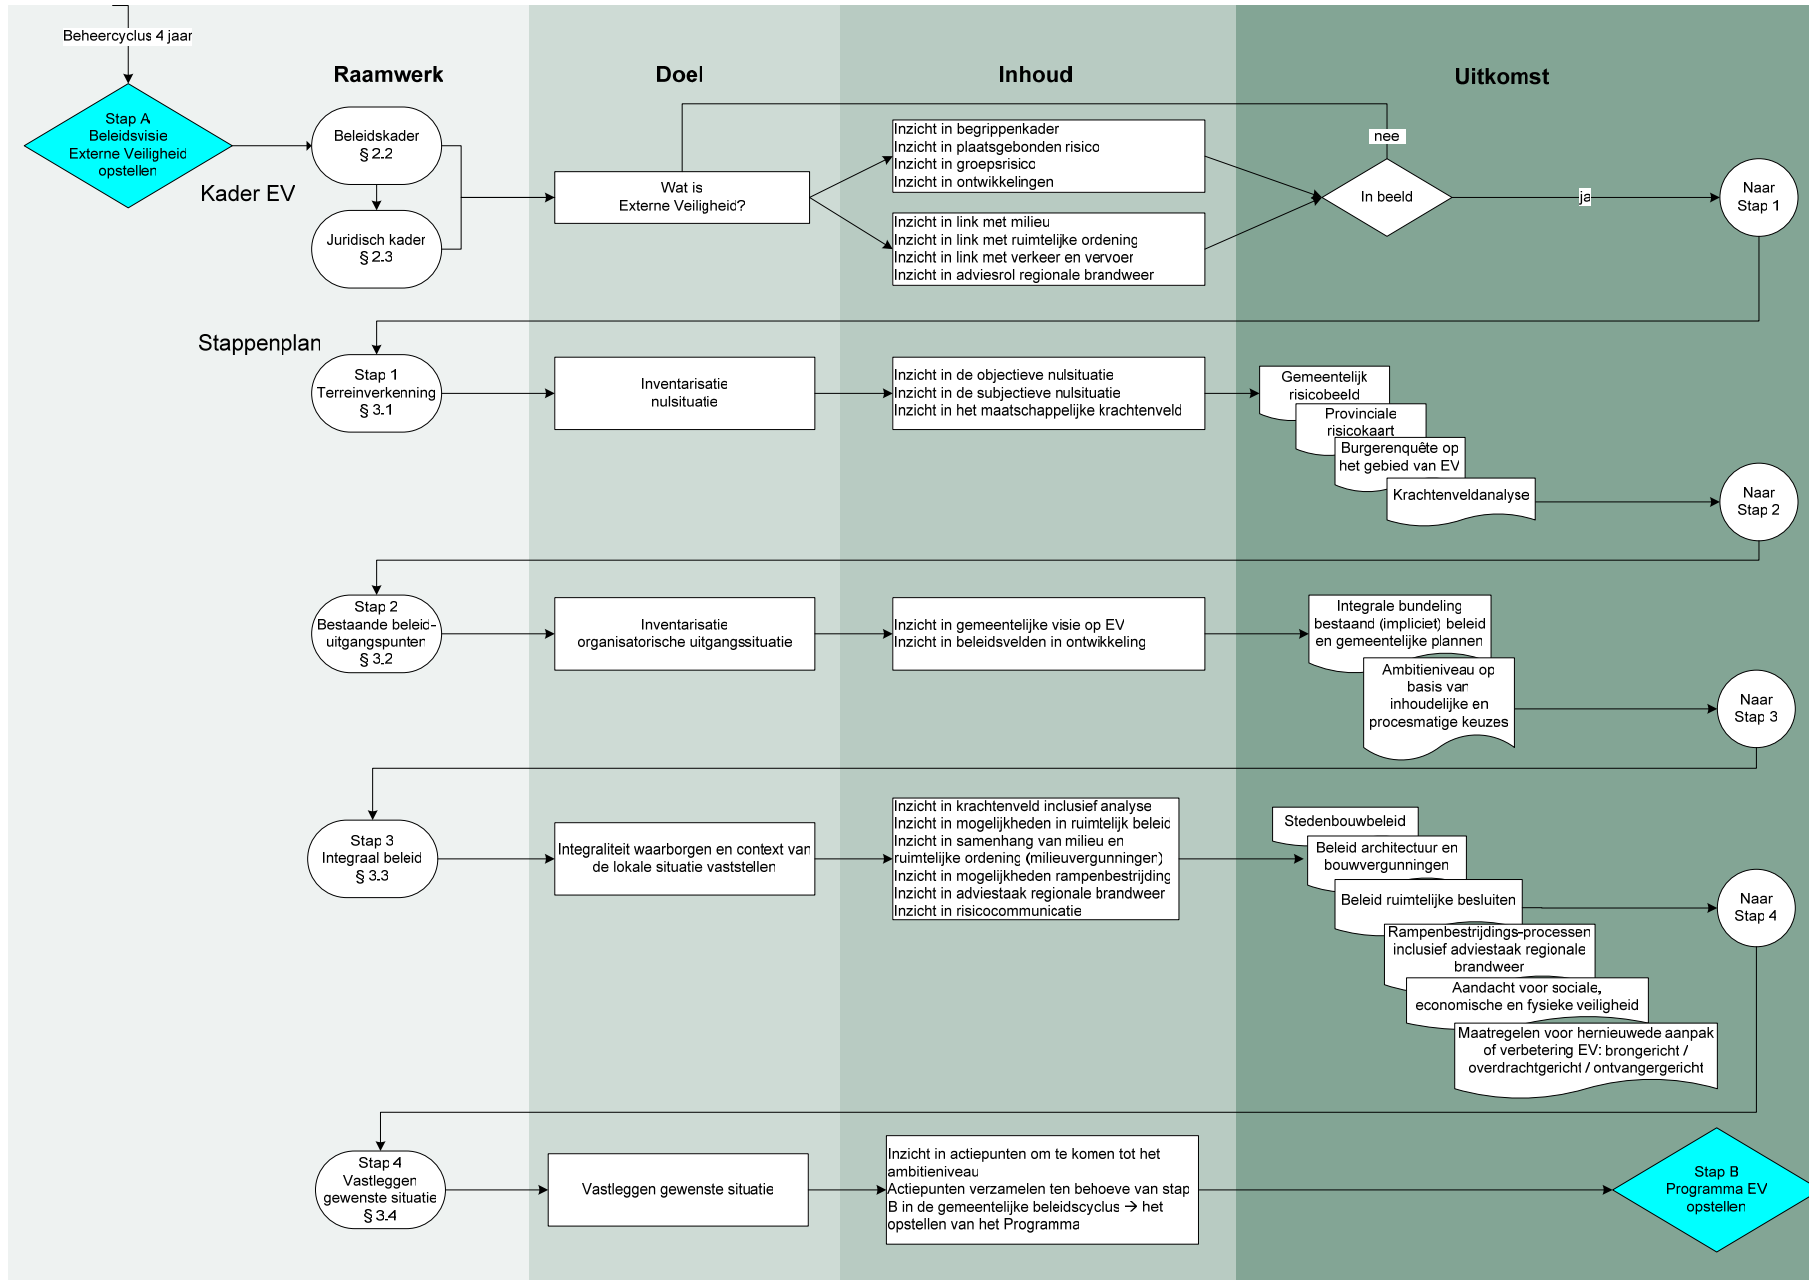 Beheercyclus 4 jaar
Raamwerk
Doel
Inhoud
Uitkomst
Stap A
Beleidsvisie
Externe Veiligheid
opstellen
Kader EV
Beleidskader
§ 2.2
Juridisch kader
§ 2.3
Wat is
Externe Veiligheid?
Inzicht in begrippenkader
Inzicht in plaatsgebonden risico
Inzicht in groepsrisico
Inzicht in ontwikkelingen
Inzicht in link met milieu
Inzicht in link met ruimtelijke ordening
Inzicht in link met verkeer en vervoer
Inzicht in adviesrol regionale brandweer
nee
In beeld
ja
Naar
Stap 1
Stappenplan
Stap 1
Terreinverkenning
§ 3.1
Inventarisatie
nulsituatie
Inzicht in de objectieve nulsituatie
Inzicht in de subjectieve nulsituatie
Inzicht in het maatschappelijke krachtenveld
Gemeentelijk
risicobeeld
Provinciale
risicokaart
Burgerenquête op
het gebied van EV
Krachtenveldanalyse
Naar
Stap 2
Stap 2
Bestaande beleid-
uitgangspunten
§ 3.2
Inventarisatie
organisatorische uitgangssituatie
Inzicht in gemeentelijke visie op EV
Inzicht in beleidsvelden in ontwikkeling
Integrale bundeling
bestaand (impliciet) beleid
en gemeentelijke plannen
Ambitieniveau op
basis van
inhoudelijke en
procesmatige keuzes
Naar
Stap 3
Stap 3
Integraal beleid
§ 3.3
Integraliteit waarborgen en context van
de lokale situatie vaststellen
Inzicht in krachtenveld inclusief analyse
Inzicht in mogelijkheden in ruimtelijk beleid
Inzicht in samenhang van milieu en
ruimtelijke ordening (milieuvergunningen)
Inzicht in mogelijkheden rampenbestrijding
Inzicht in adviestaak regionale brandweer
Inzicht in risicocommunicatie
Stedenbouwbeleid
Beleid architectuur en
bouwvergunningen
Beleid ruimtelijke besluiten
Rampenbestrijdings-processen
inclusief adviestaak regionale
brandweer
Aandacht voor sociale,
economische en fysieke veiligheid
Maatregelen voor hernieuwede aanpak
of verbetering EV: brongericht /
overdrachtgericht / ontvangergericht
Naar
Stap 4
Stap 4
Vastleggen
gewenste situatie
§ 3.4
Vastleggen gewenste situatie
Inzicht in actiepunten om te komen tot het
ambitieniveau
Actiepunten verzamelen ten behoeve van stap
B in de gemeentelijke beleidscyclus → het
opstellen van het Programma
Stap B
Programma EV
opstellen